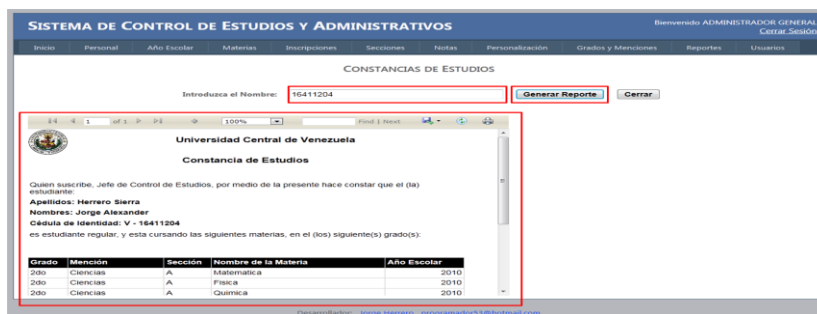 SISTEMA DE CONTROL DE ESTUDIOS Y ADMINISTRATIVOS
Bienvenido ADMINISTRADOR GENERAL
Cerrar Sesión
Inicio Personal Año Escolar Materias Inscripciones Secciones Notas Personalización Grados y Menciones Reportes Usuarios
CONSTANCIAS DE ESTUDIOS
Introduzca el Nombre: 16411204 Generar Reporte Cerrar
1 of 1 100% Find | Next
Universidad Central de Venezuela
Constancia de Estudios
Quien suscribe, Jefe de Control de Estudios, por medio de la presente hace constar que el (la)
estudiante:
Apellidos: Herrero Sierra
Nombres: Jorge Alexander
Cédula de Identidad: V - 16411204
es estudiante regular, y esta cursando las siguientes materias, en el (los) siguiente(s) grado(s):
Grado Mención Sección Nombre de la Materia Año Escolar
2do Ciencias A Matematica 2010
2do Ciencias A Fisica 2010
2do Ciencias A Quimica 2010
Desarrollador: Jorge Herrero programador51@hotmail.com